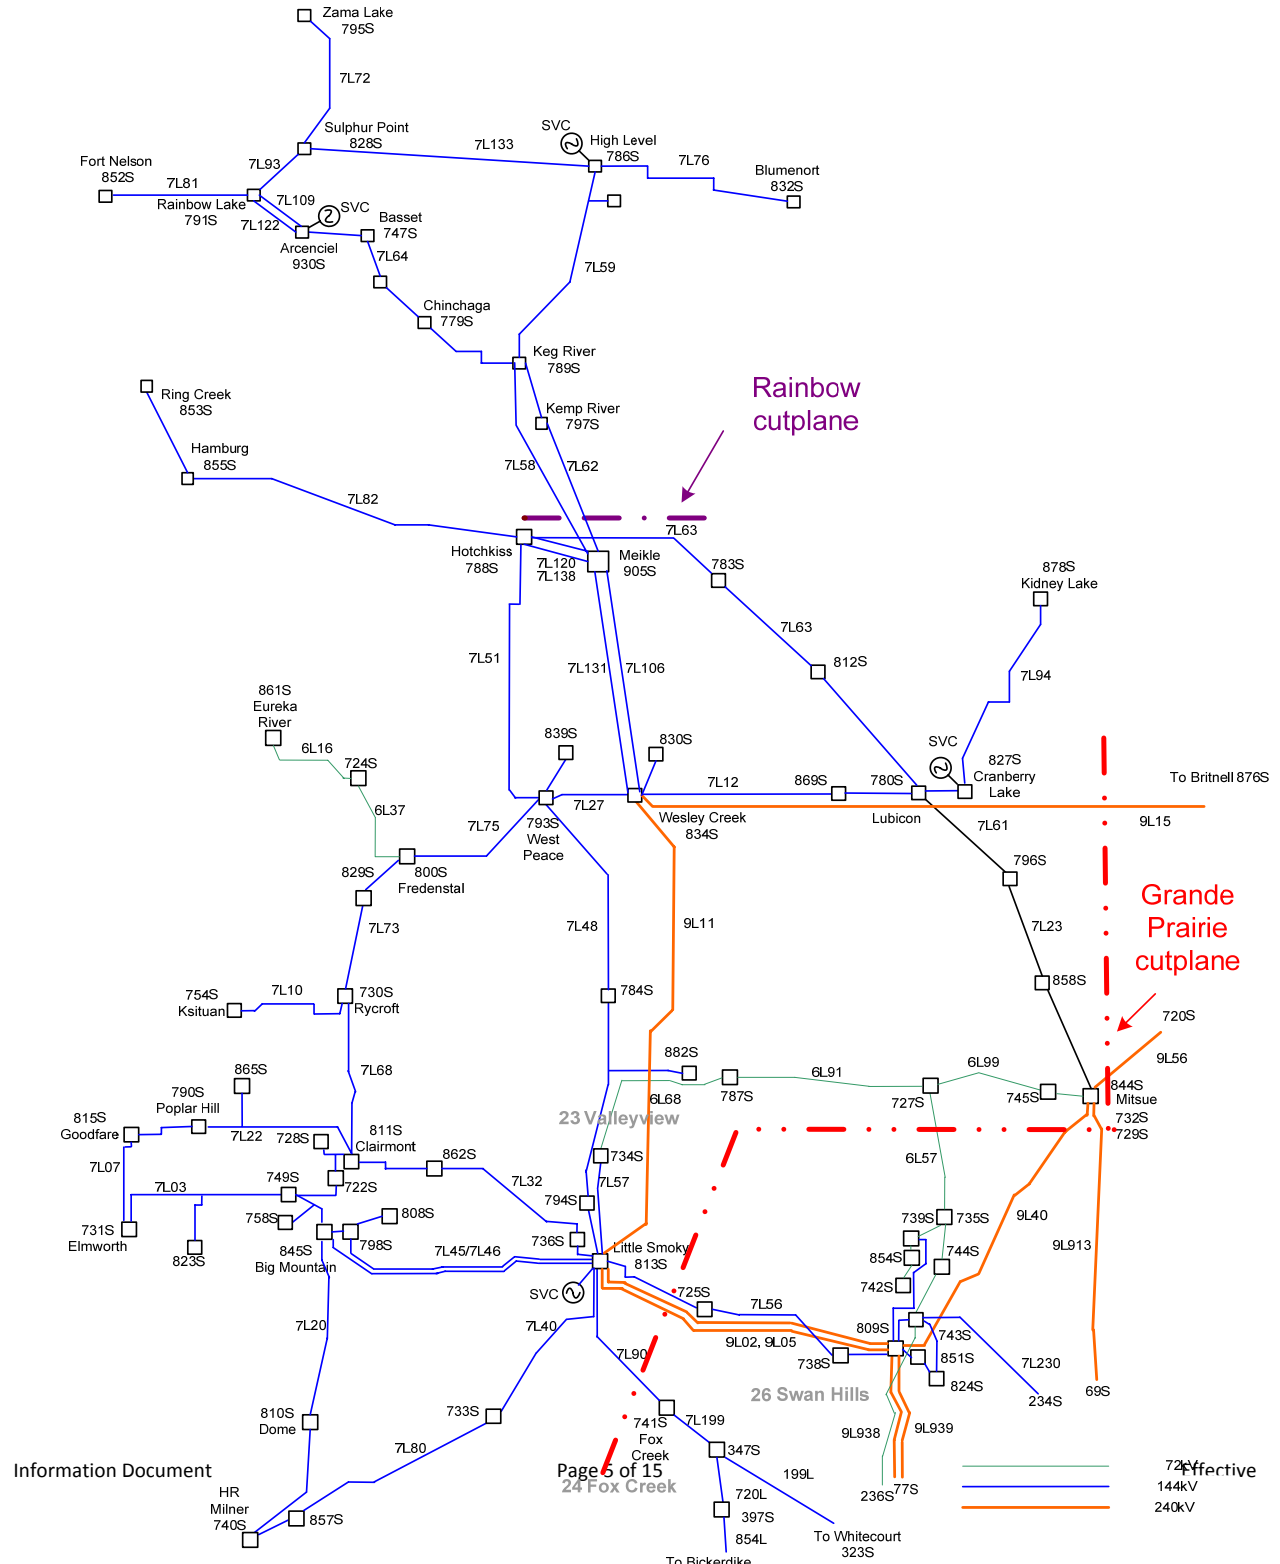 Zama Lake
795S
7L72
Sulphur Point
828S
7L133
SVC
High Level
786S
7L76
Blumenort
832S
Fort Nelson
852S
7L81
7L93
Rainbow Lake
791S
7L109
7L122
SVC
Arcenciel
930S
Basset
747S
7L64
7L59
Chinchaga
779S
Keg River
789S
Ring Creek
853S
Kemp River
797S
Rainbow
cutplane
Hamburg
855S
7L58
7L62
7L82
7L63
Hotchkiss
788S
7L120
7L138
Meikle
905S
783S
878S
Kidney Lake
7L63
7L51
7L131
7L106
812S
7L94
861S
Eureka
River
6L16
724S
839S
830S
SVC
827S
Cranberry
Lake
To Britnell 876S
7L12
869S
780S
6L37
7L27
Wesley Creek
834S
Lubicon
9L15
7L75
793S
West
Peace
7L61
829S
800S
Fredenstal
796S
Grande
Prairie
cutplane
7L73
7L48
9L11
7L23
754S
Ksituan
7L10
730S
Rycroft
784S
858S
720S
9L56
865S
7L68
882S
6L91
6L99
790S
Poplar Hill
6L68
787S
727S
745S
844S
Mitsue
815S
Goodfare
7L22
728S
811S
Clairmont
23 Valleyview
732S
729S
7L07
862S
734S
6L57
749S
722S
7L32
7L57
7L03
794S
758S
808S
739S
735S
9L40
731S
Elmworth
823S
845S
Big Mountain
798S
7L45/7L46
736S
Little Smoky
813S
854S
744S
9L913
742S
SVC
725S
7L56
7L20
7L40
9L02, 9L05
809S
743S
738S
851S
7L90
824S
7L230
26 Swan Hills
234S
69S
810S
Dome
733S
741S
Fox
Creek
7L199
9L938
9L939
7L80
347S
Information Document
Page 5 of 15
Effective
24 Fox Creek
199L
72kV
HR
Milner
740S
857S
720L
397S
236S
77S
144kV
240kV
854L
To Whitecourt
323S
To Bickerdike